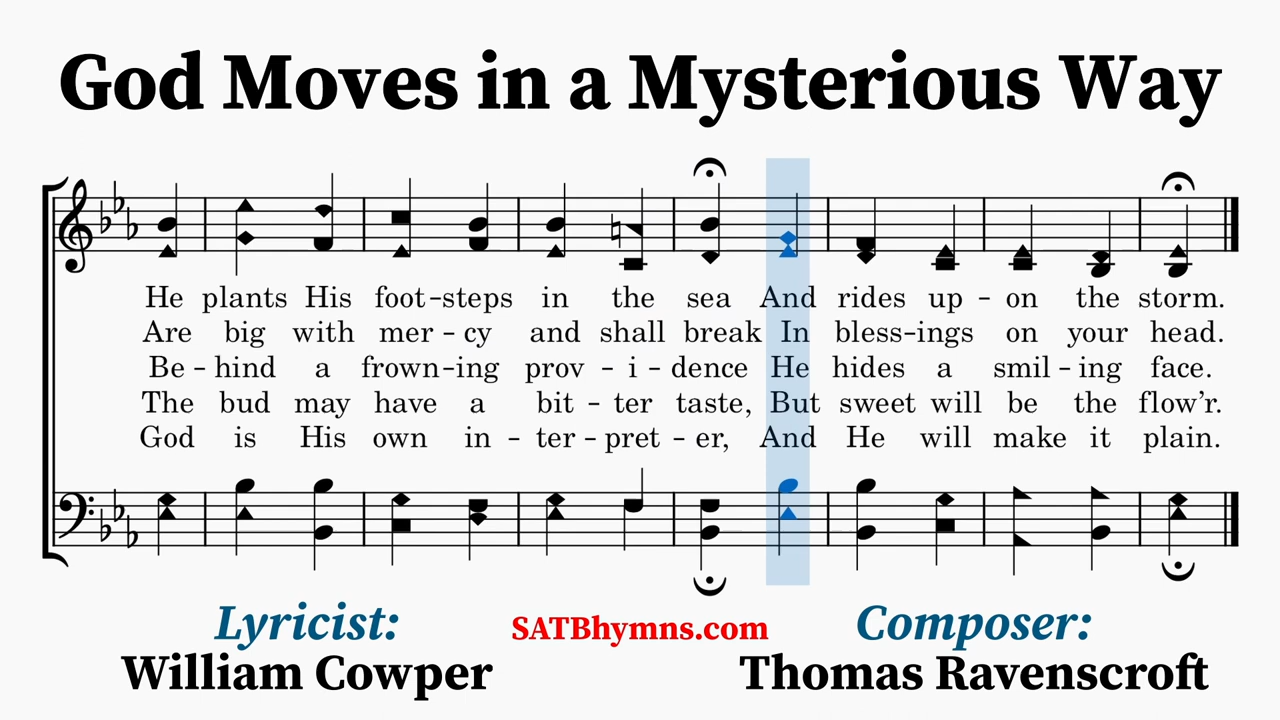 God Moves in a Mysterious Way
He plants His foot-steps in the sea And rides up - on the storm.
Are big with mer - cy and shall break In bless-ings on your head.
Be - hind a frown-ing prov - i - dence He hides a smil - ing face.
The bud may have a bit - ter taste, But sweet will be the flow'r.
God is His own in - ter - pret - er, And He will make it plain.
Lyricist: SATBhymns.com Composer:
William Cowper Thomas Ravenscroft